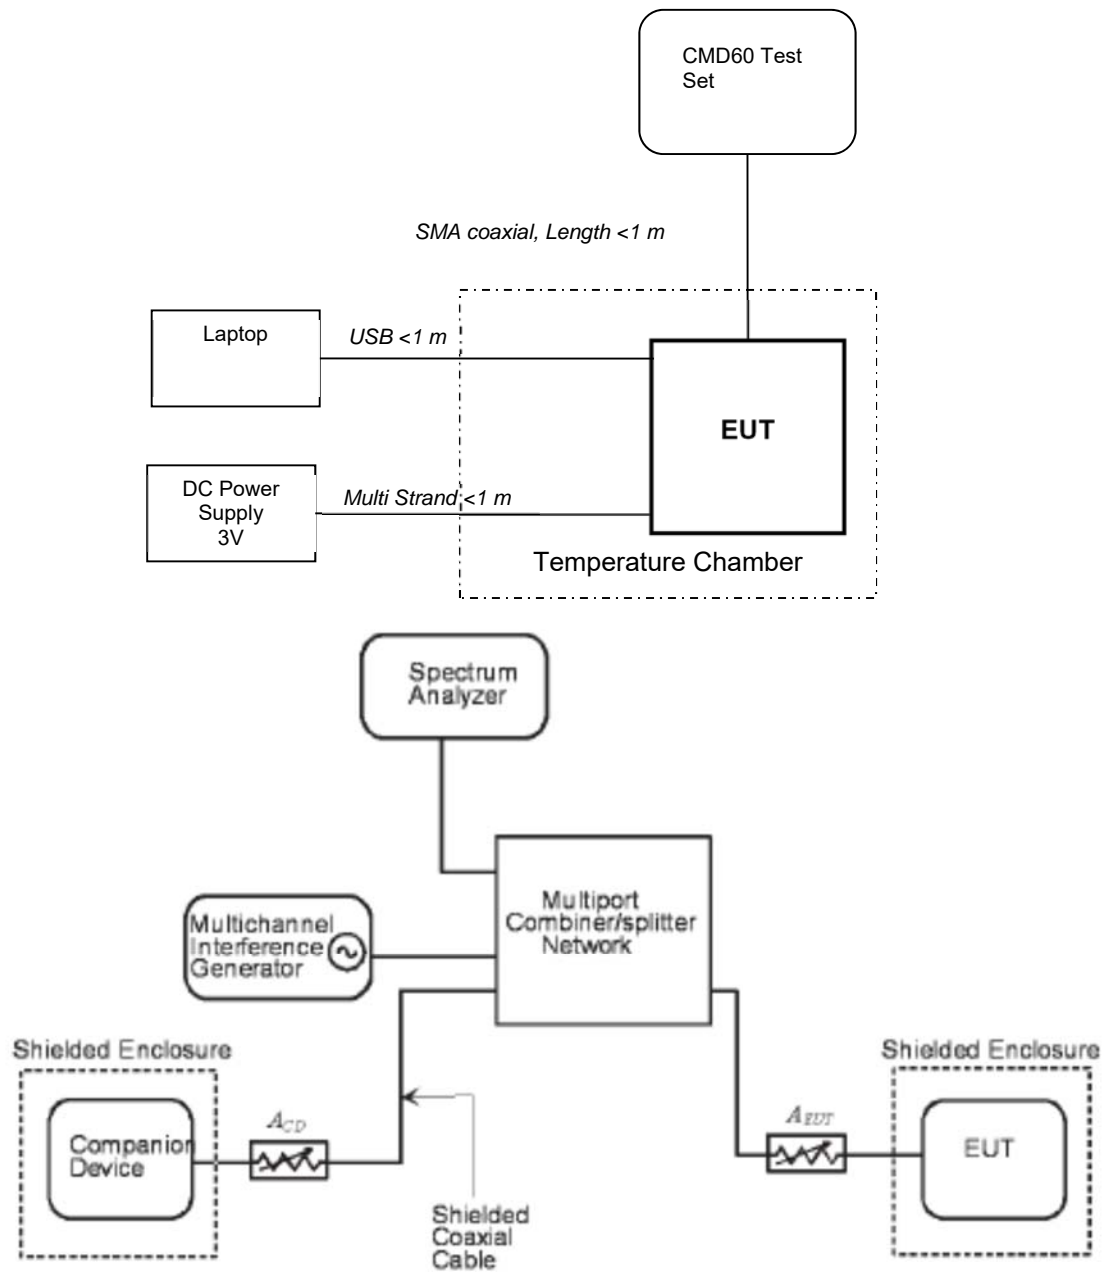 CMD60 Test
Set
SMA coaxial, Length <1 m
Laptop
USB <1 m
EUT
DC Power
Supply
3V
Multi Strand <1 m
Temperature Chamber
Spectrum
Analyzer
Multiport
Combiner/splitter
Network
Multichannel
Interference
Generator
Shielded Enclosure
Companion
Device
A_CD
Shielded
Coaxial
Cable
Shielded Enclosure
A_EUT
EUT